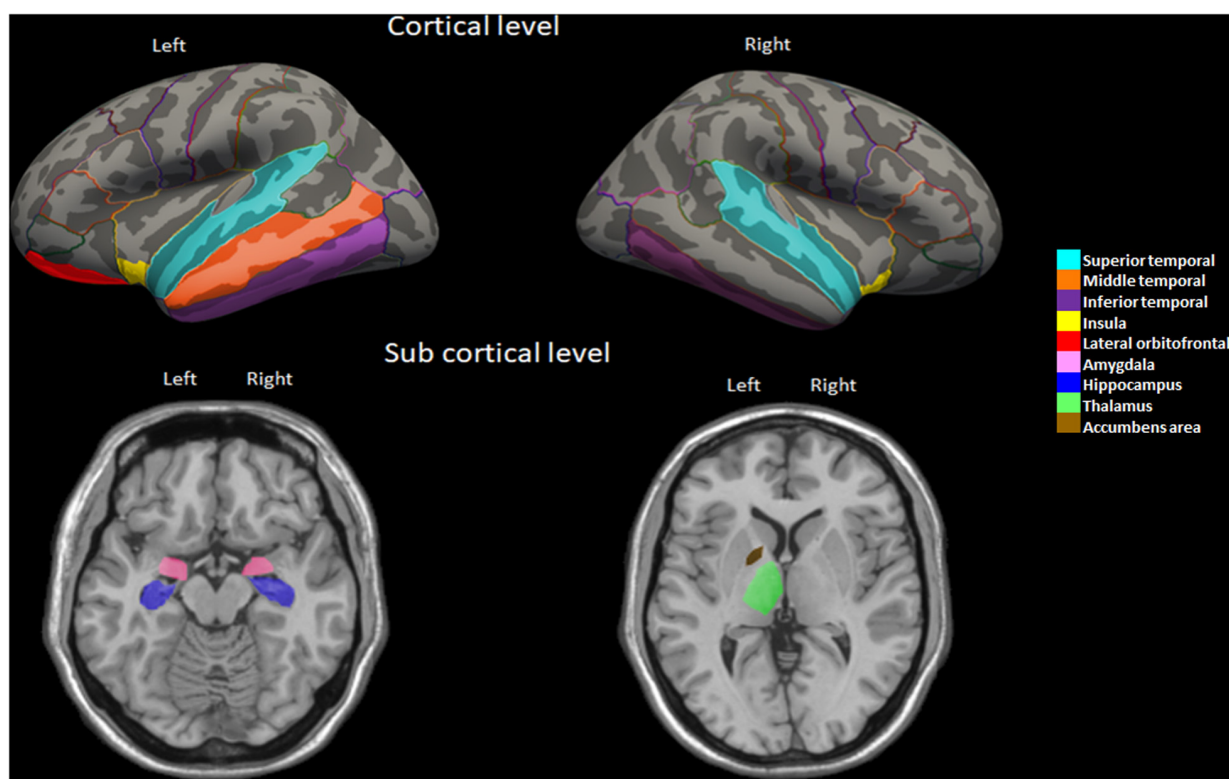 Cortical level
Left
Right
Superior temporal
Middle temporal
Inferior temporal
Insula
Lateral orbitofrontal
Amygdala
Hippocampus
Thalamus
Accumbens area
Sub cortical level
Left Right
Left Right